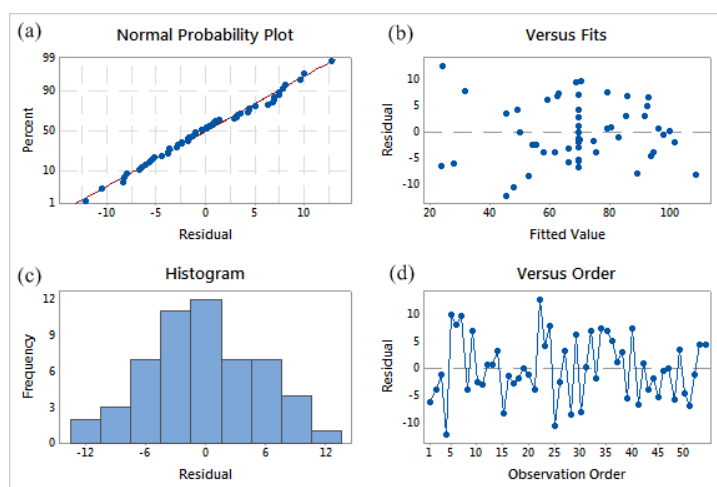 (a)
Normal Probability Plot
99
90
50
10
1
Percent
-10
-5
0
5
10
Residual
(b)
Versus Fits
10
5
0
-5
-10
Residual
20
40
60
80
100
Fitted Value
(c)
Histogram
12
9
6
3
0
Frequency
-12
-6
0
6
12
Residual
(d)
Versus Order
10
5
0
-5
-10
Residual
1
5
10
15
20
25
30
35
40
45
50
Observation Order